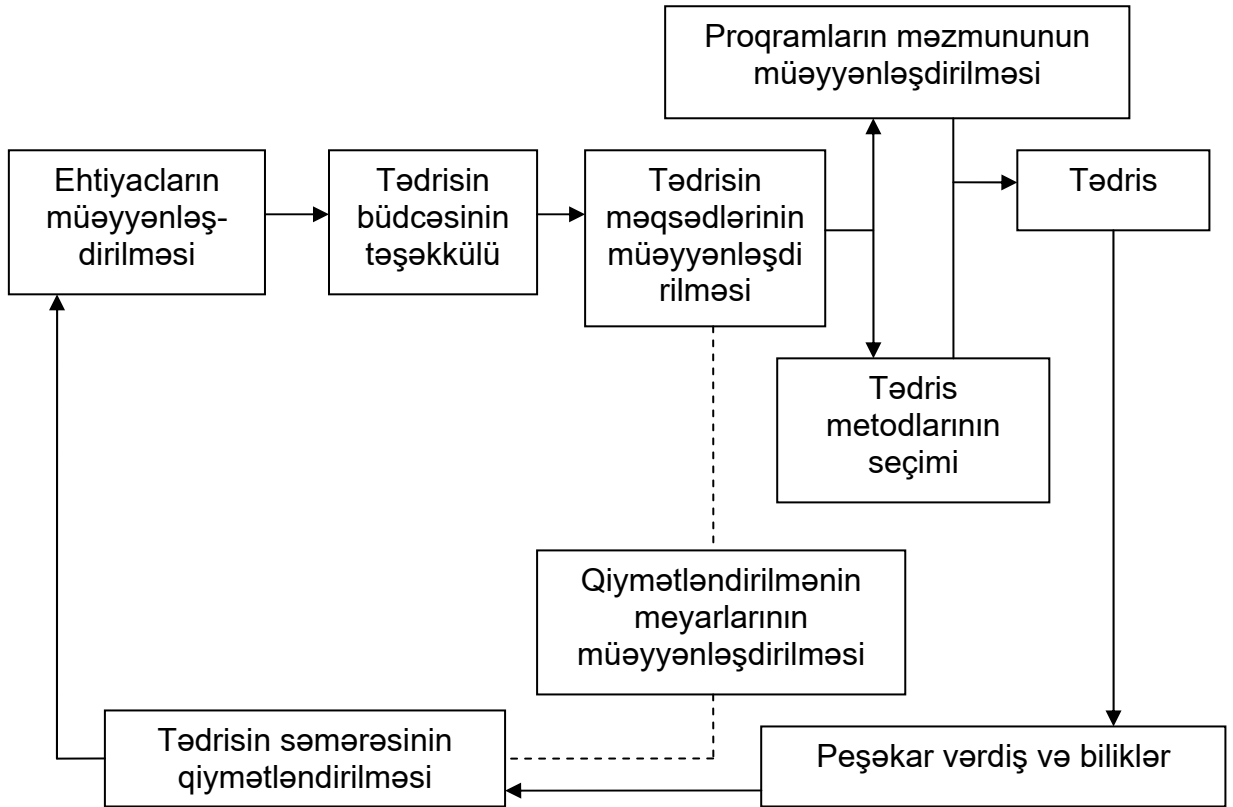 Proqramların məzmununun
müəyyənləşdirilməsi
Ehtiyacların
müəyyənləş-
dirilməsi
Tədrisin
büdcəsinin
təşəkkülü
Tədrisin
məqsədlərinin
müəyyənləşdi
rilməsi
Tədris
Tədris
metodlarının
seçimi
Qiymətləndirilmənin
meyarlarının
müəyyənləşdirilməsi
Tədrisin səmərəsinin
qiymətləndirilməsi
Peşəkar vərdiş və biliklər